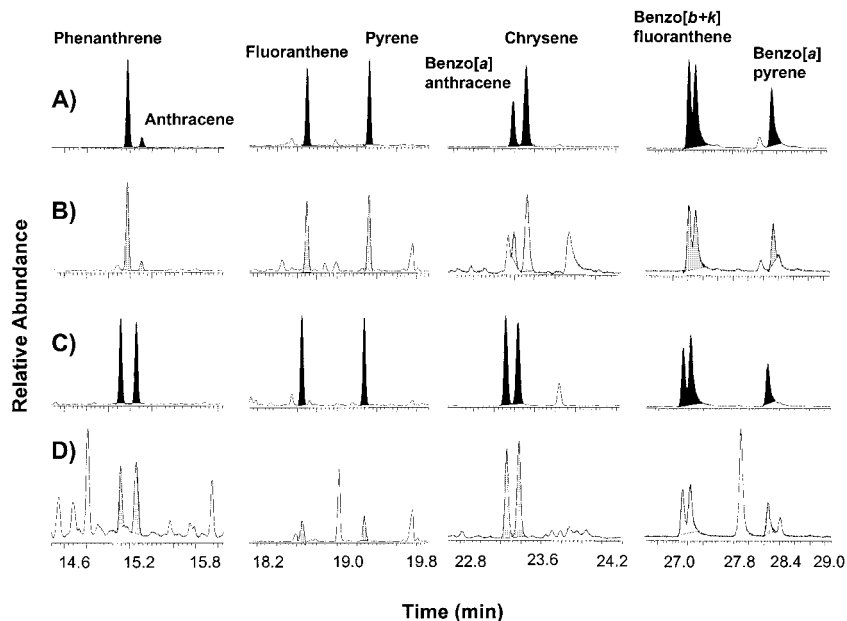 Phenanthrene
Anthracene
Fluoranthene
Pyrene
Benzo[a]
anthracene
Chrysene
Benzo[b+k]
fluoranthene
Benzo[a]
pyrene
A)
B)
C)
D)
Relative Abundance
14.6 15.2 15.8 18.2 19.0 19.8 22.8 23.6 24.2 27.0 27.8 28.4 29.0
Time (min)